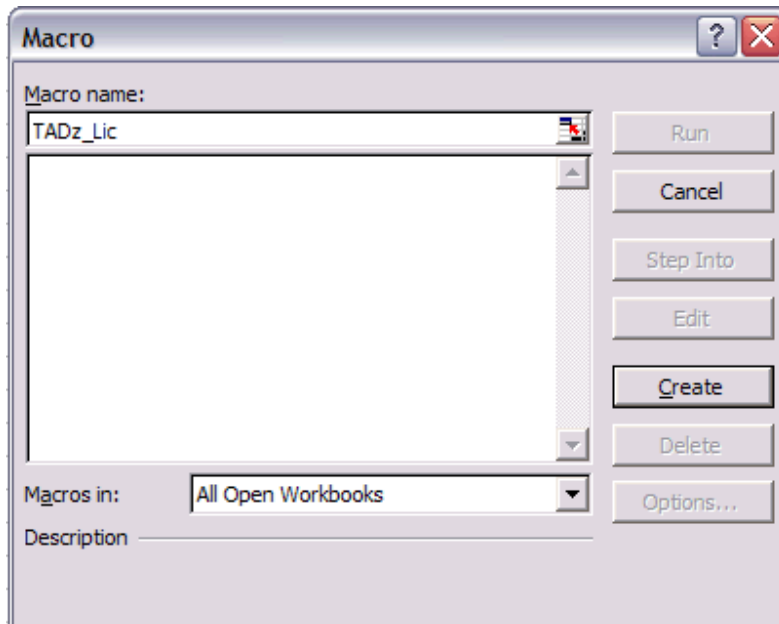 Macro
Macro name:
TADz_Lic
Run
Cancel
Step Into
Edit
Create
Delete
Macros in:
All Open Workbooks
Options...
Description